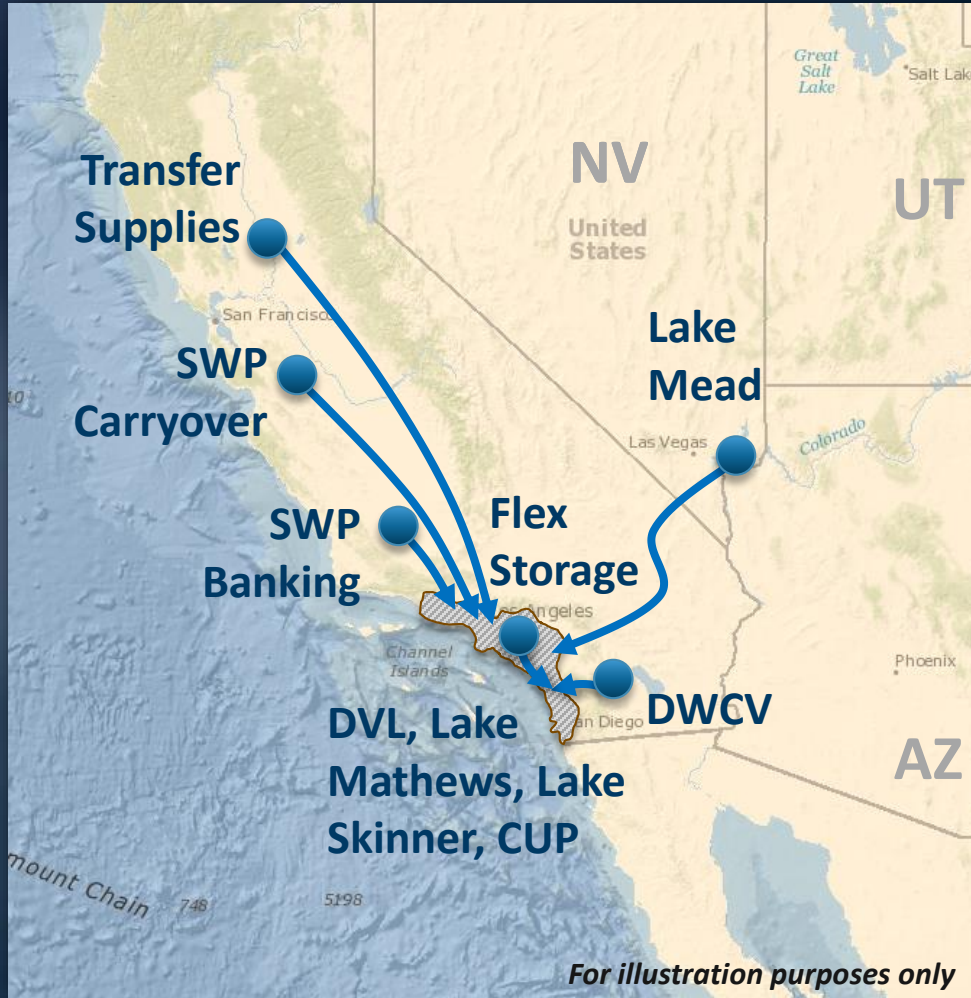 Great
Salt
Lake
Salt Lak
NV
UT
United
States
Transfer
Supplies
San Francisco
SWP
Carryover
Lake
Mead
Las Vegas
Colorado
SWP
Banking
Flex
Storage
os Angeles
Channel
Islands
Phoenix
DWCV
an Diego
DVL, Lake
Mathews, Lake
Skinner, CUP
AZ
mount Chain
748
5198
For illustration purposes only